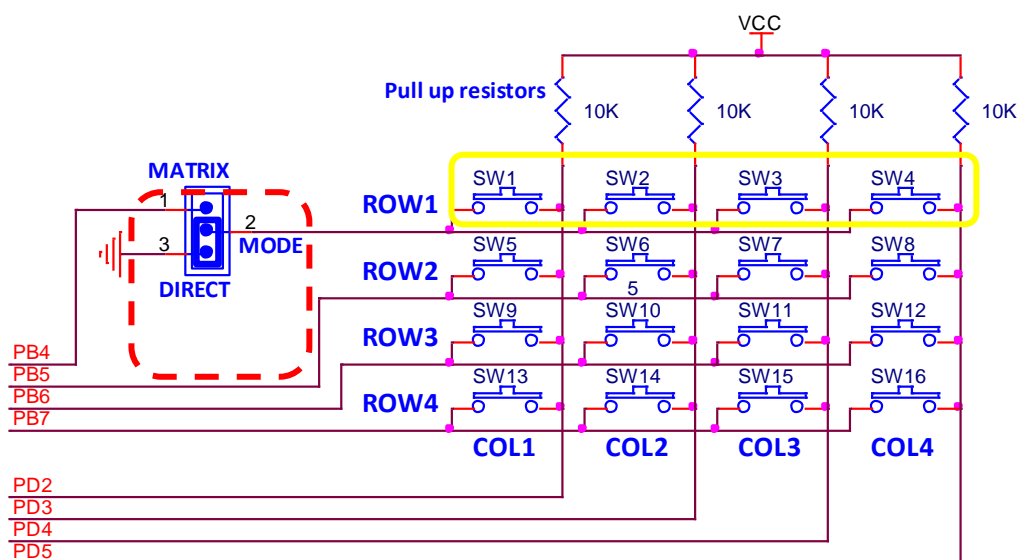 VCC
Pull up resistors
10K
10K
10K
10K
MATRIX
1
2
3
MODE
DIRECT
ROW1
SW1
SW2
SW3
SW4
ROW2
SW5
SW6
SW7
SW8
5
ROW3
SW9
SW10
SW11
SW12
ROW4
SW13
SW14
SW15
SW16
COL1
COL2
COL3
COL4
PB4
PB5
PB6
PB7
PD2
PD3
PD4
PD5